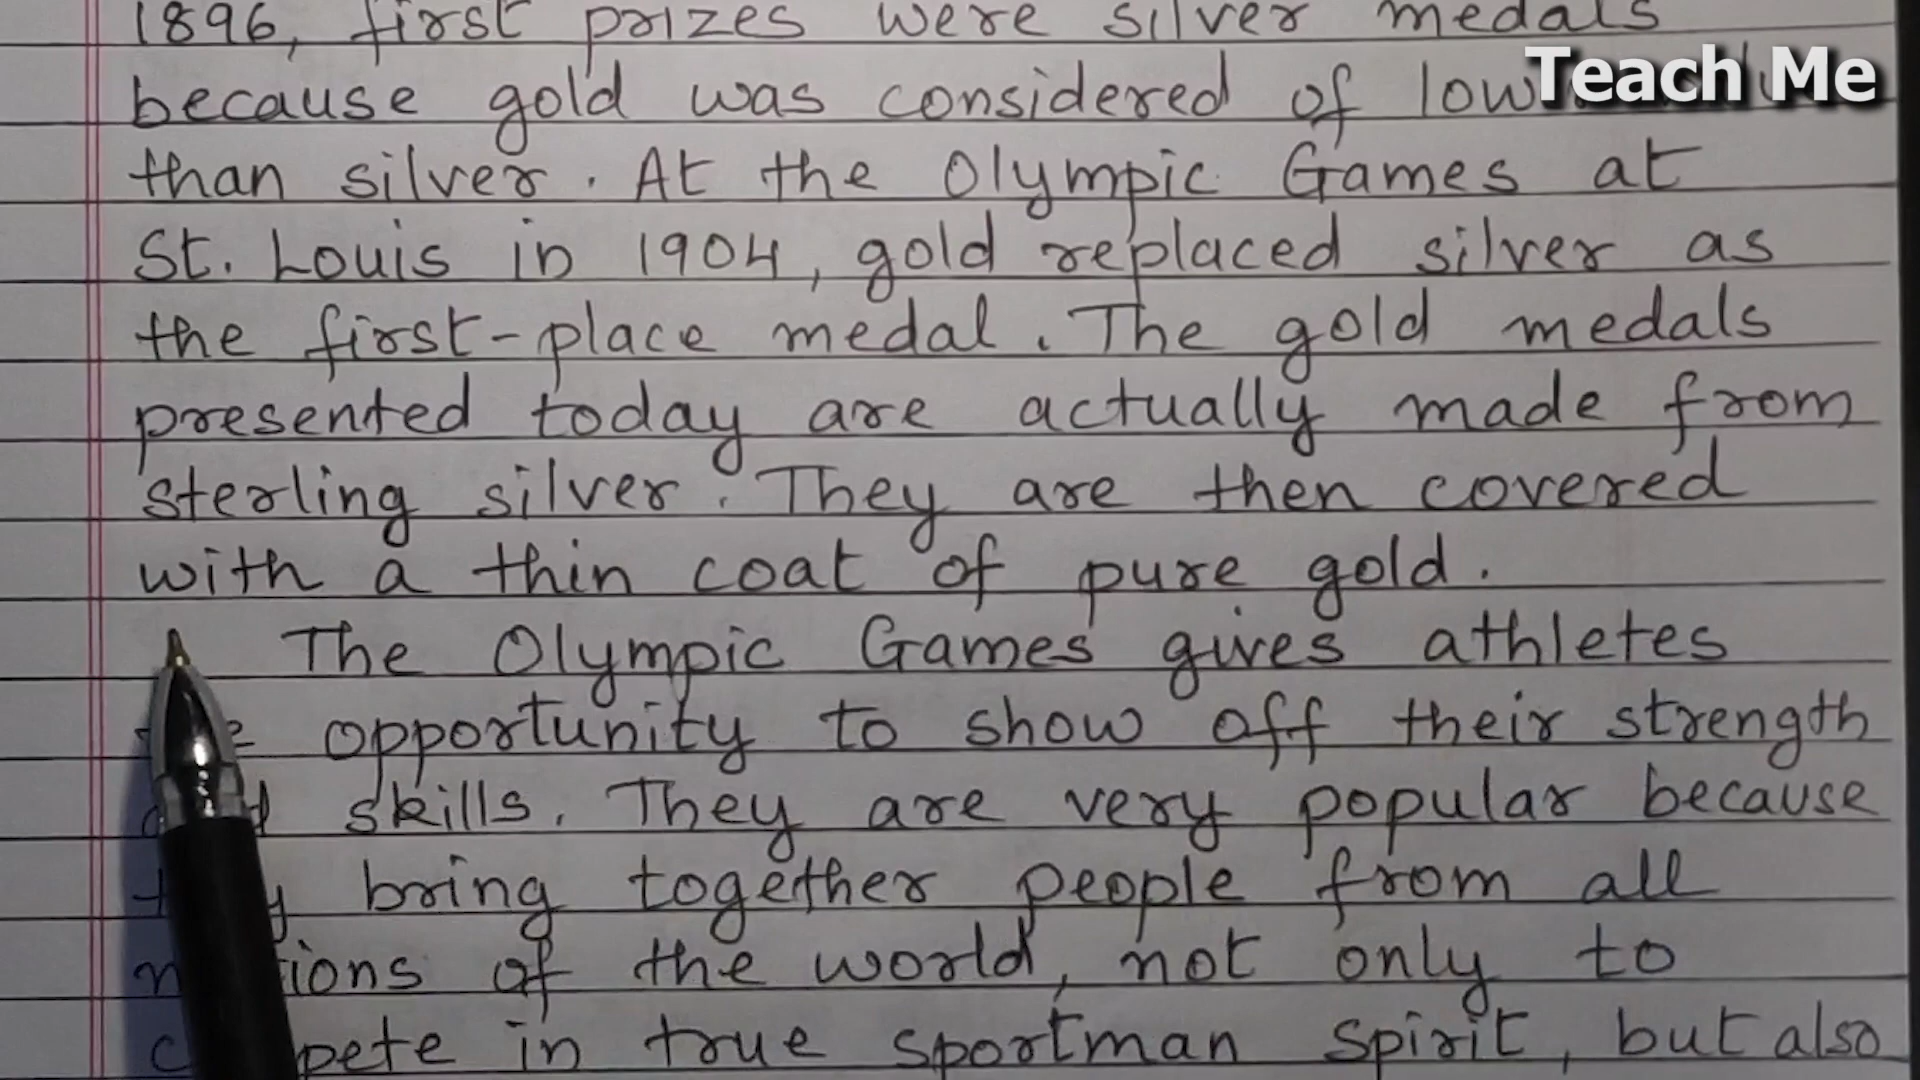 1896, first prizes were silver medals
Teach Me
because gold was considered of
than silver. At the Olympic Games at
St. Louis in 1904, gold replaced silver as
the first-place medal. The gold medals
presented today are actually made from
sterling silver. They are then covered
with a thin coat of pure gold.
The Olympic Games gives athletes
opportunity to show off their strength
skills. They are very popular because
bring together people from all
of the world, not only to
in true sportman spirit, but also